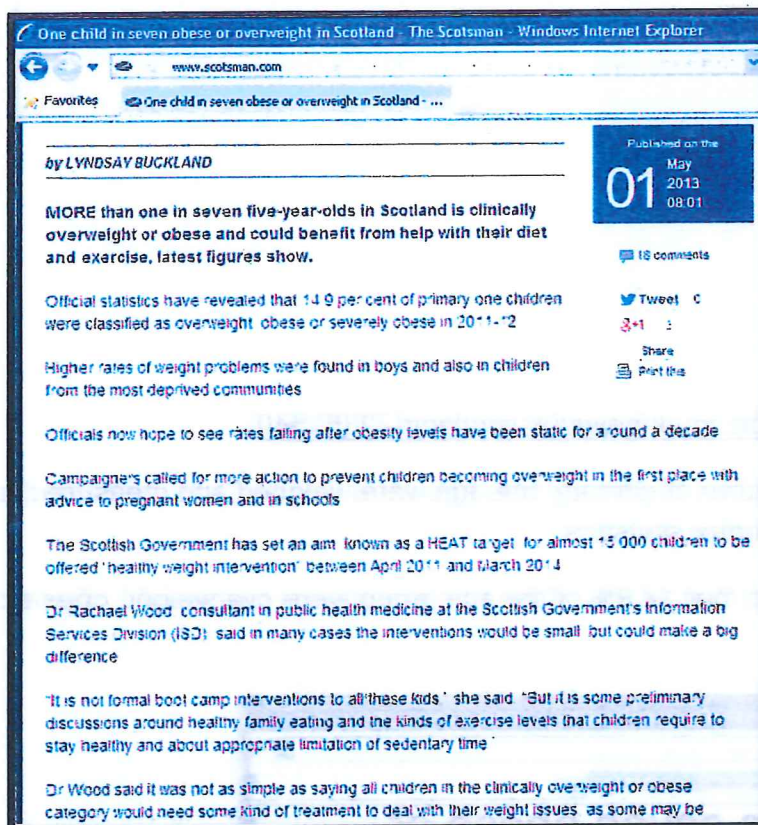 One child in seven obese or overweight in Scotland - The Scotsman - Windows Internet Explorer
www.scotsman.com
Favorites
One child in seven obese or overweight in Scotland - ...
by LYNDSAY BUCKLAND
Published on the
01
May
2013
08:01
MORE than one in seven five-year-olds in Scotland is clinically
overweight or obese and could benefit from help with their diet
and exercise, latest figures show.
18 comments
Official statistics have revealed that 14.9 per cent of primary one children
were classified as overweight, obese or severely obese in 2011-12
Tweet 0
+1
Share
Print this
Higher rates of weight problems were found in boys and also in children
from the most deprived communities
Officials now hope to see rates falling after obesity levels have been static for around a decade
Campaigners called for more action to prevent children becoming overweight in the first place with
advice to pregnant women and in schools
The Scottish Government has set an aim, known as a HEAT target, for almost 15,000 children to be
offered "healthy weight intervention" between April 2011 and March 2014
Dr Rachael Wood, consultant in public health medicine at the Scottish Government's Information
Services Division (ISD), said in many cases the interventions would be small, but could make a big
difference
"It is not formal boot camp interventions to all these kids," she said. "But it is some preliminary
discussions around healthy family eating and the kinds of exercise levels that children require to
stay healthy and about appropriate limitation of sedentary time"
Dr Wood said it was not as simple as saying all children in the clinically overweight or obese
category would need some kind of treatment to deal with their weight issues, as some may be